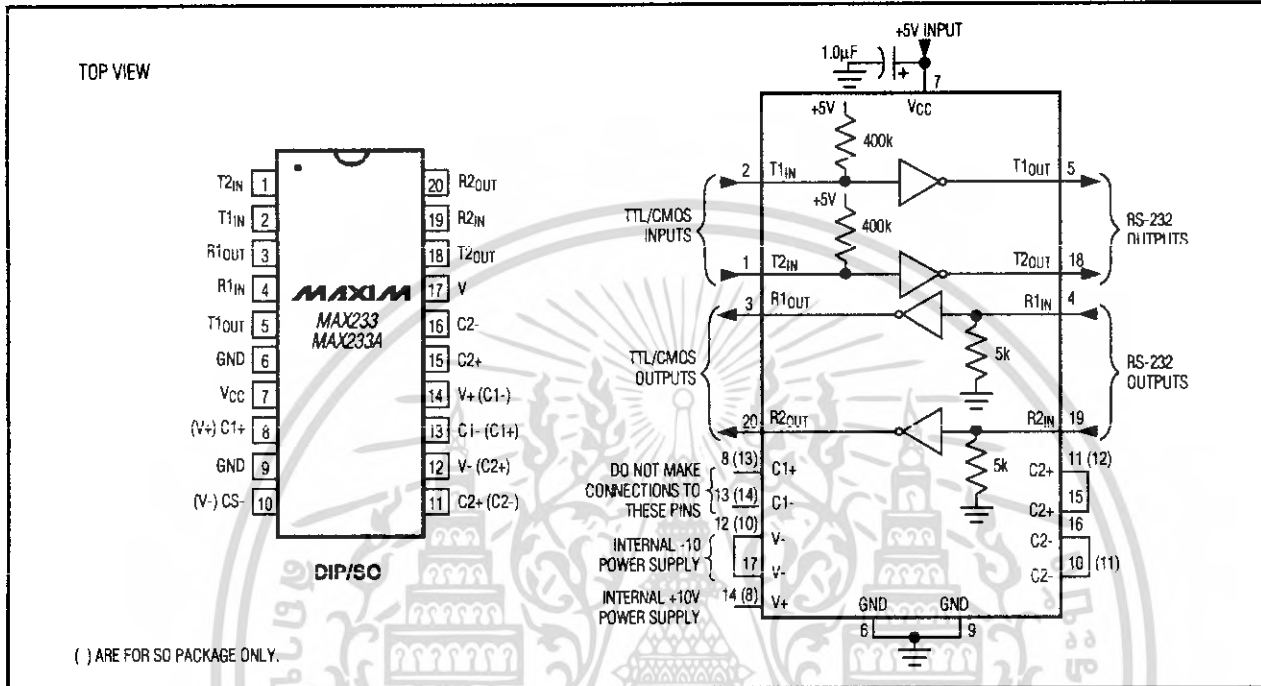 TOP VIEW
T2IN 1
T1IN 2
R1OUT 3
R1IN 4
T1OUT 5
GND 6
VCC 7
(V+) C1+ 8
GND 9
(V-) CS- 10
MAXIM
MAX233
MAX233A
20 R2OUT
19 R2IN
18 T2OUT
17 V
16 C2-
15 C2+
14 V+ (C1-)
13 C1- (C1+)
12 V- (C2+)
11 C2+ (C2-)
DIP/SO
( ) ARE FOR SO PACKAGE ONLY.
+5V INPUT
1.0µF
+
7
VCC
+5V
400k
2 T1IN
T1OUT 5
+5V
400k
TTL/CMOS
INPUTS
RS-232
OUTPUTS
1 T2IN
T2OUT 18
3 R1OUT
R1IN 4
5k
TTL/CMOS
OUTPUTS
RS-232
OUTPUTS
20 R2OUT
R2IN 19
5k
8 (13) C1+
DO NOT MAKE
CONNECTIONS TO
THESE PINS
13 (14) C1-
12 (10) V-
INTERNAL -10
POWER SUPPLY
17 V-
INTERNAL +10V
POWER SUPPLY
14 (8) V+
11 (12)
C2+
15
C2+
16
C2-
10 (11)
C2-
GND GND
6 9